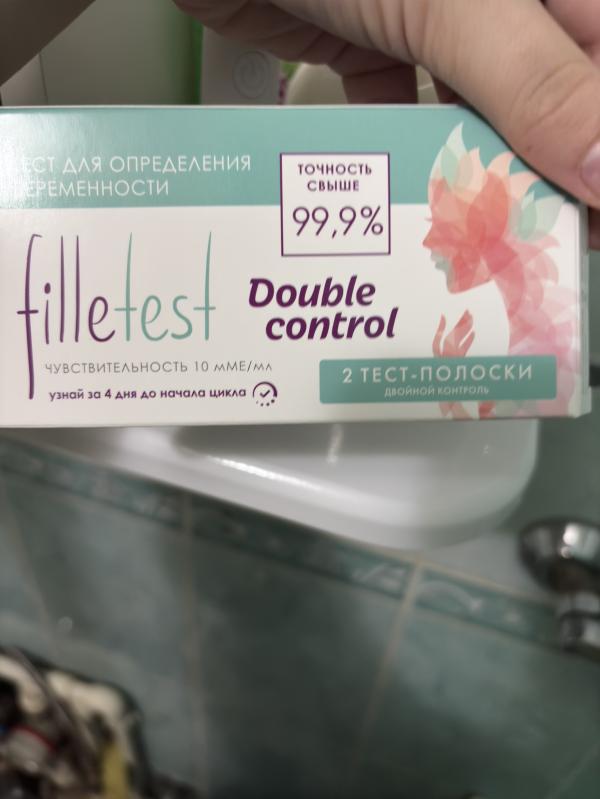 ЕСТ ДЛЯ ОПРЕДЕЛЕНИЯ
ЕРЕМЕННОСТИ
ТОЧНОСТЬ
СВЫШЕ
99,9%
filletest
Double
control
ЧУВСТВИТЕЛЬНОСТЬ 10 мМЕ/мл
узнай за 4 дня до начала цикла
2 ТЕСТ-ПОЛОСКИ
ДВОЙНОЙ КОНТРОЛЬ